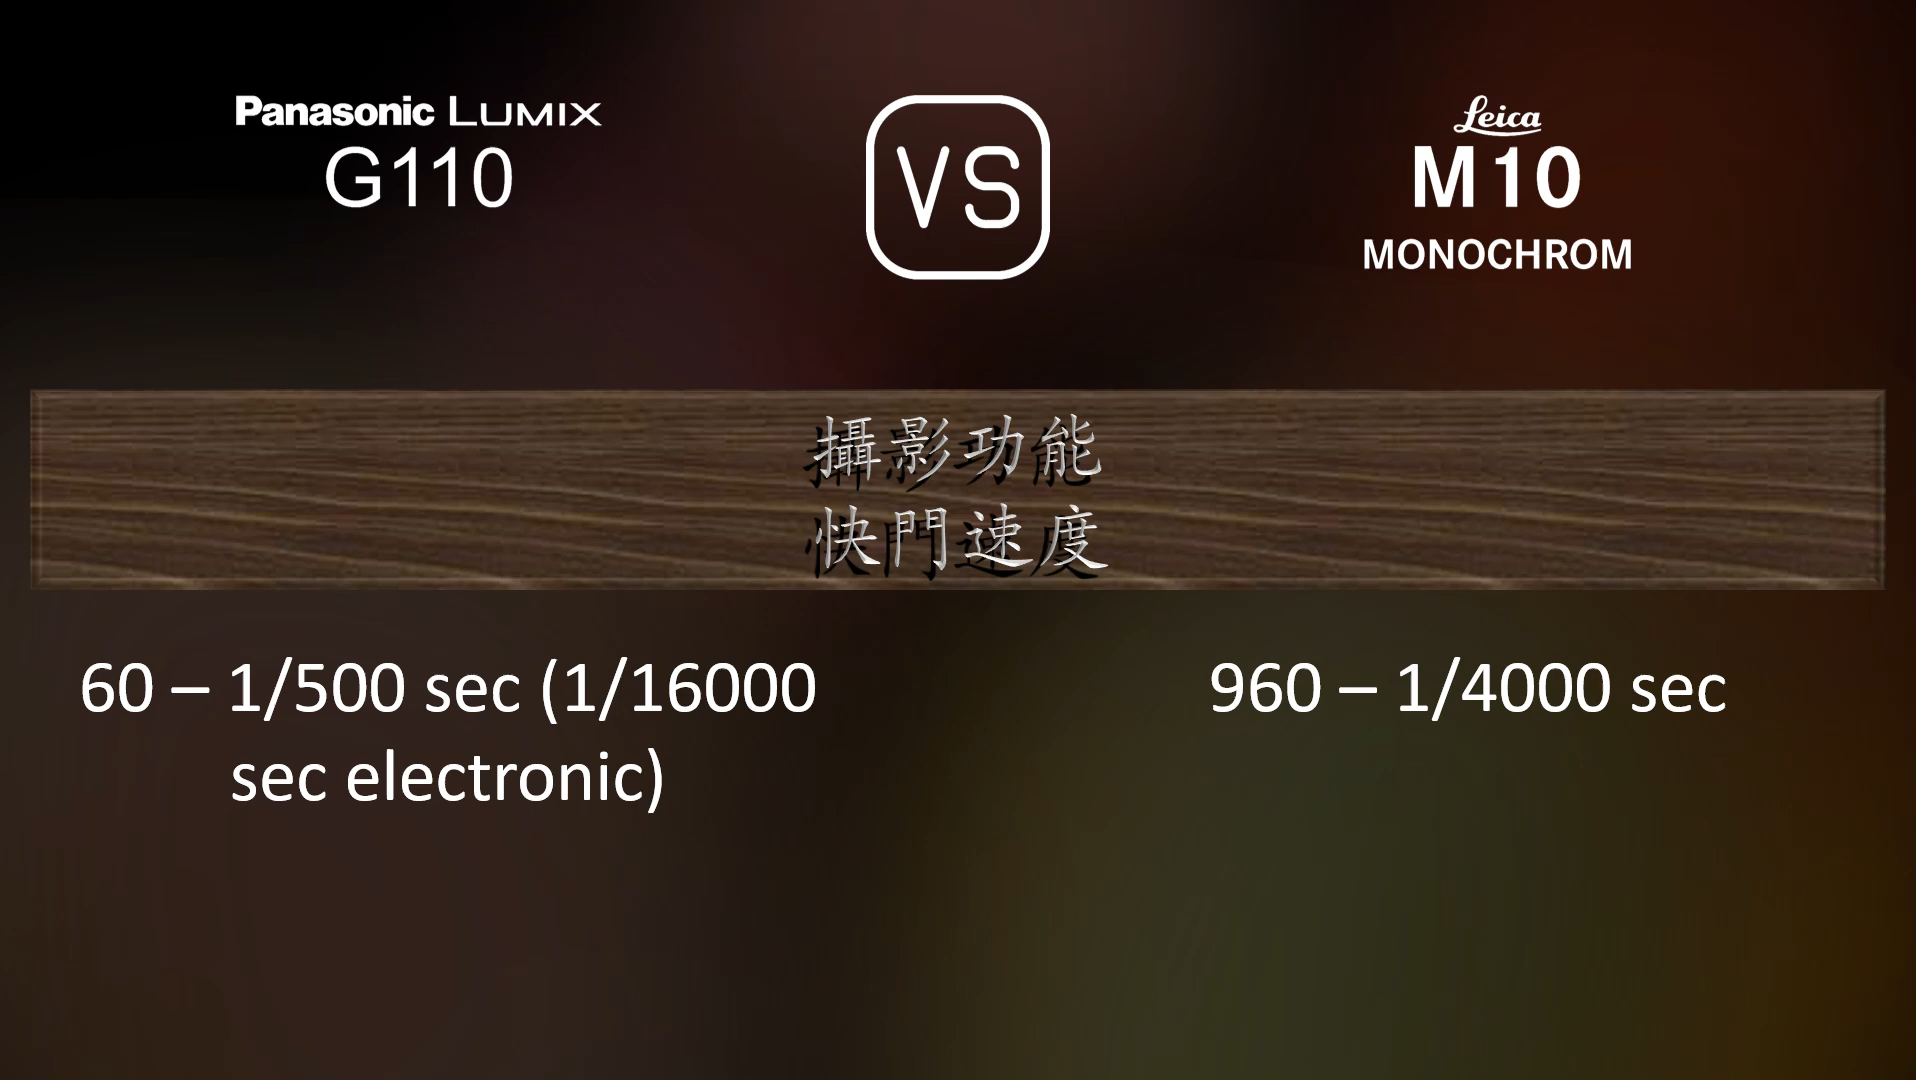 Panasonic LUMIX
G110
VS
Leica
M10
MONOCHROM
攝影功能
快門速度
60 – 1/500 sec (1/16000
sec electronic)
960 – 1/4000 sec